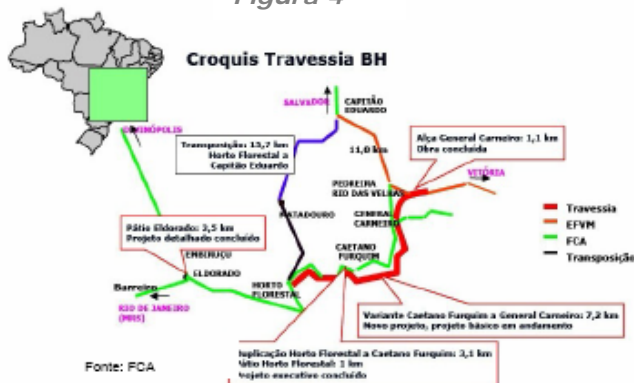 Figura 4
Croquis Travessia BH
SALVADOR
CAPITÃO
EDUARDO
DIVINÓPOLIS
Transposição: 13,7 km
Horto Florestal a
Capitão Eduardo
11,0 km
Alça General Carneiro: 1,1 km
Obra concluída
VITÓRIA
PEDREIRA
RIO DAS VELHAS
MATADOURO
GENERAL
CARNEIRO
Travessia
EFVM
FCA
Transposição
Pátio Eldorado: 3,5 km
Projeto detalhado concluído
CAETANO
FURQUIM
EMBIRUÇU
ELDORADO
HORTO
FLORESTAL
Barreiro
RIO DE JANEIRO
(MRS)
Variante Caetano Furquim a General Carneiro: 7,2 km
Novo projeto, projeto básico em andamento
Duplicação Horto Florestal a Caetano Furquim: 3,1 km
Pátio Horto Florestal: 1 km
Projeto executivo concluído
Fonte: FCA